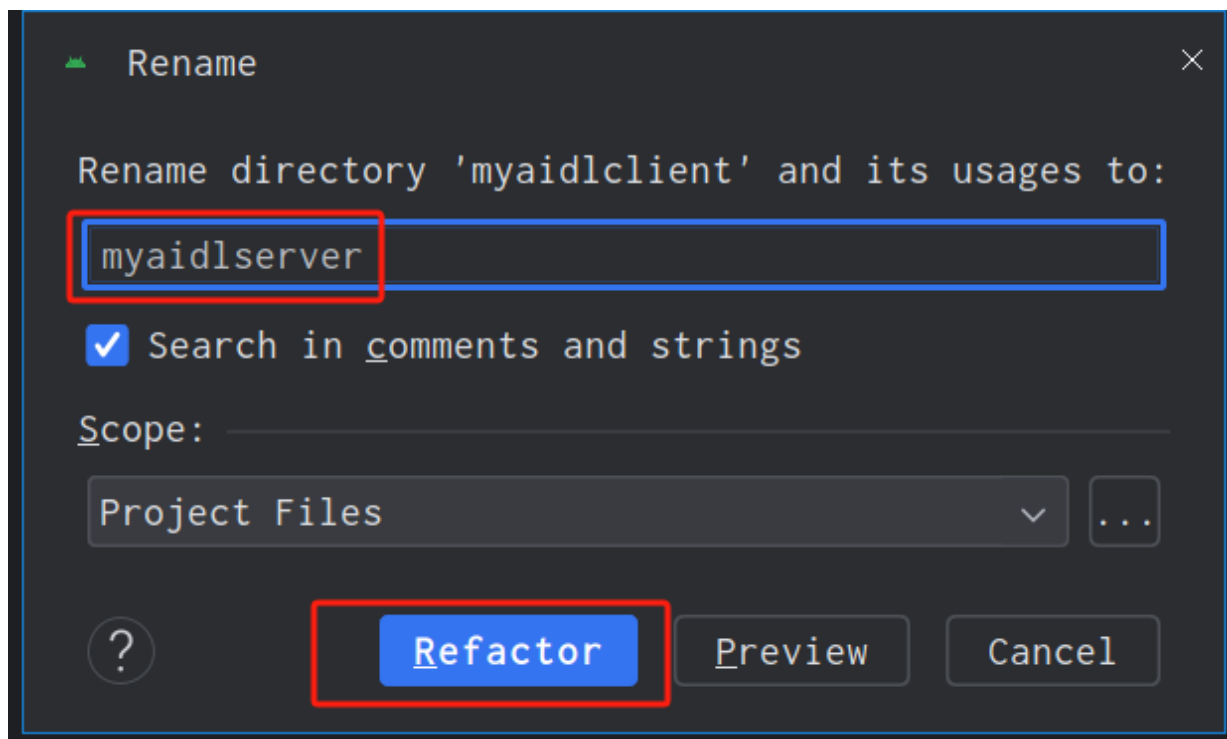 Rename
Rename directory 'myaidlclient' and its usages to:
myaidlserver
Search in comments and strings
Scope:
Project Files
...
?
Refactor
Preview
Cancel